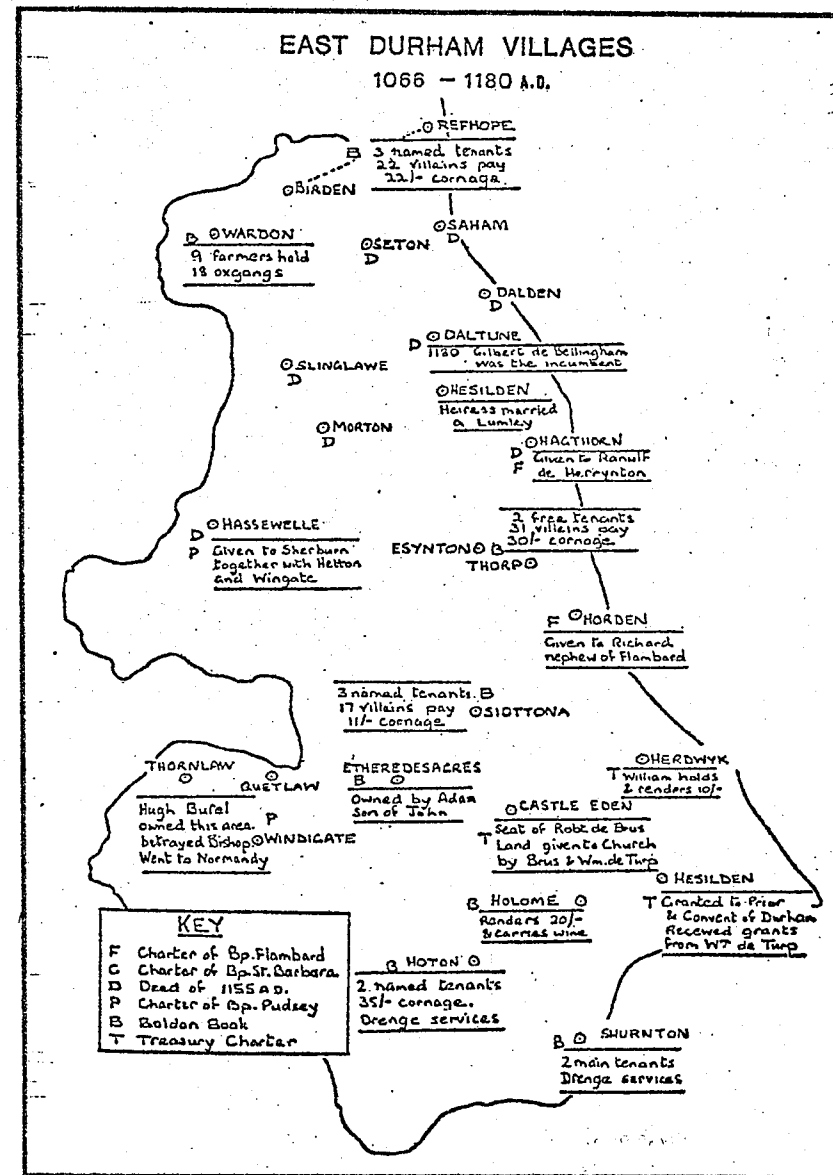 EAST DURHAM VILLAGES
1066 - 1180 A.D.
REFHOPE
B
3 named tenants
22 villains pay
22/- cornage.
BIRDEN
B WARDON
9 farmers hold
18 oxgangs
SAHAM
D
SETON
D
DALDEN
D
D DALTUNE
1130 Gilbert de Bellingham
was the incumbent
SLINGLAWE
D
HESILDEN
Heiress married
a Lumley
MORTON
D
HAGTHORN
D Given to Ranulf
F de Herrynton
2 free tenants
31 villeins pay
30/- cornage
D HASSEWELLE
P Given to Sherburn
together with Hetton
and Wingate
ESYNTON B
THORP
F HORDEN
Given to Richard
nephew of Flambard
3 named tenants. B
17 villains pay
11/- cornage
SIOTTONA
THORNLAW
QUETLAW
Hugh Burel
owned this area.
betrayed Bishop
Went to Normandy
P
WINDIGATE
ETHEREDESACRES
B
Owned by Adam
Son of John
HERDWYK
T William holds
& renders 10/-
CASTLE EDEN
T Seat of Robt. de Brus
Land given to Church
by Brus & Wm. de Turp
HESILDEN
T Granted to Prior
& Convent of Durham
Received grants
from WT de Turp
B HOLOME
Renders 20/-
& carries wine
KEY
F Charter of Bp. Flambard
C Charter of Bp. St. Barbara
D Deed of 1155 A.D.
P Charter of Bp. Pudsey
B Boldon Book
T Treasury Charter
B HOTON
2 named tenants
35/- cornage.
Drenge services
B SHURNTON
2 main tenants
Drenge services